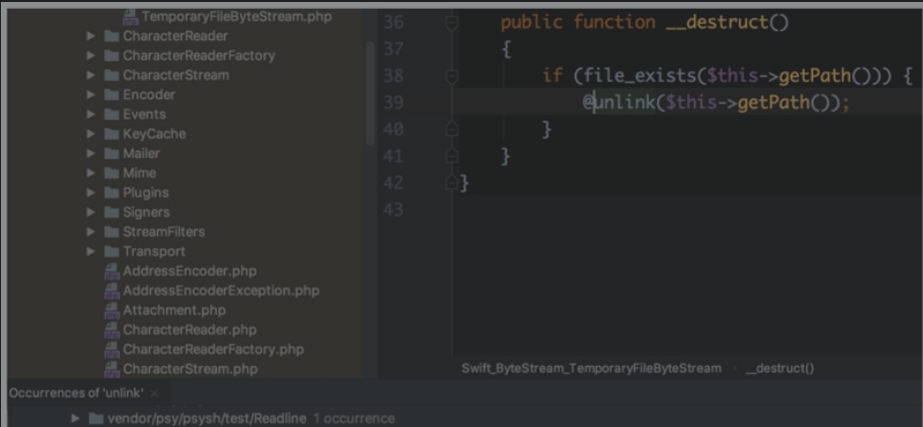 TemporaryFileByteStream.php
CharacterReader
CharacterReaderFactory
CharacterStream
Encoder
Events
KeyCache
Mailer
Mime
Plugins
Signers
StreamFilters
Transport
AddressEncoder.php
AddressEncoderException.php
Attachment.php
CharacterReader.php
CharacterReaderFactory.php
CharacterStream.php
36 public function __destruct()
37 {
38 if (file_exists($this->getPath())) {
39 @unlink($this->getPath());
40 }
41 }
42 }
43
Swift_ByteStream_TemporaryFileByteStream › __destruct()
Occurrences of 'unlink' ×
vendor/psy/psysh/test/Readline 1 occurrence